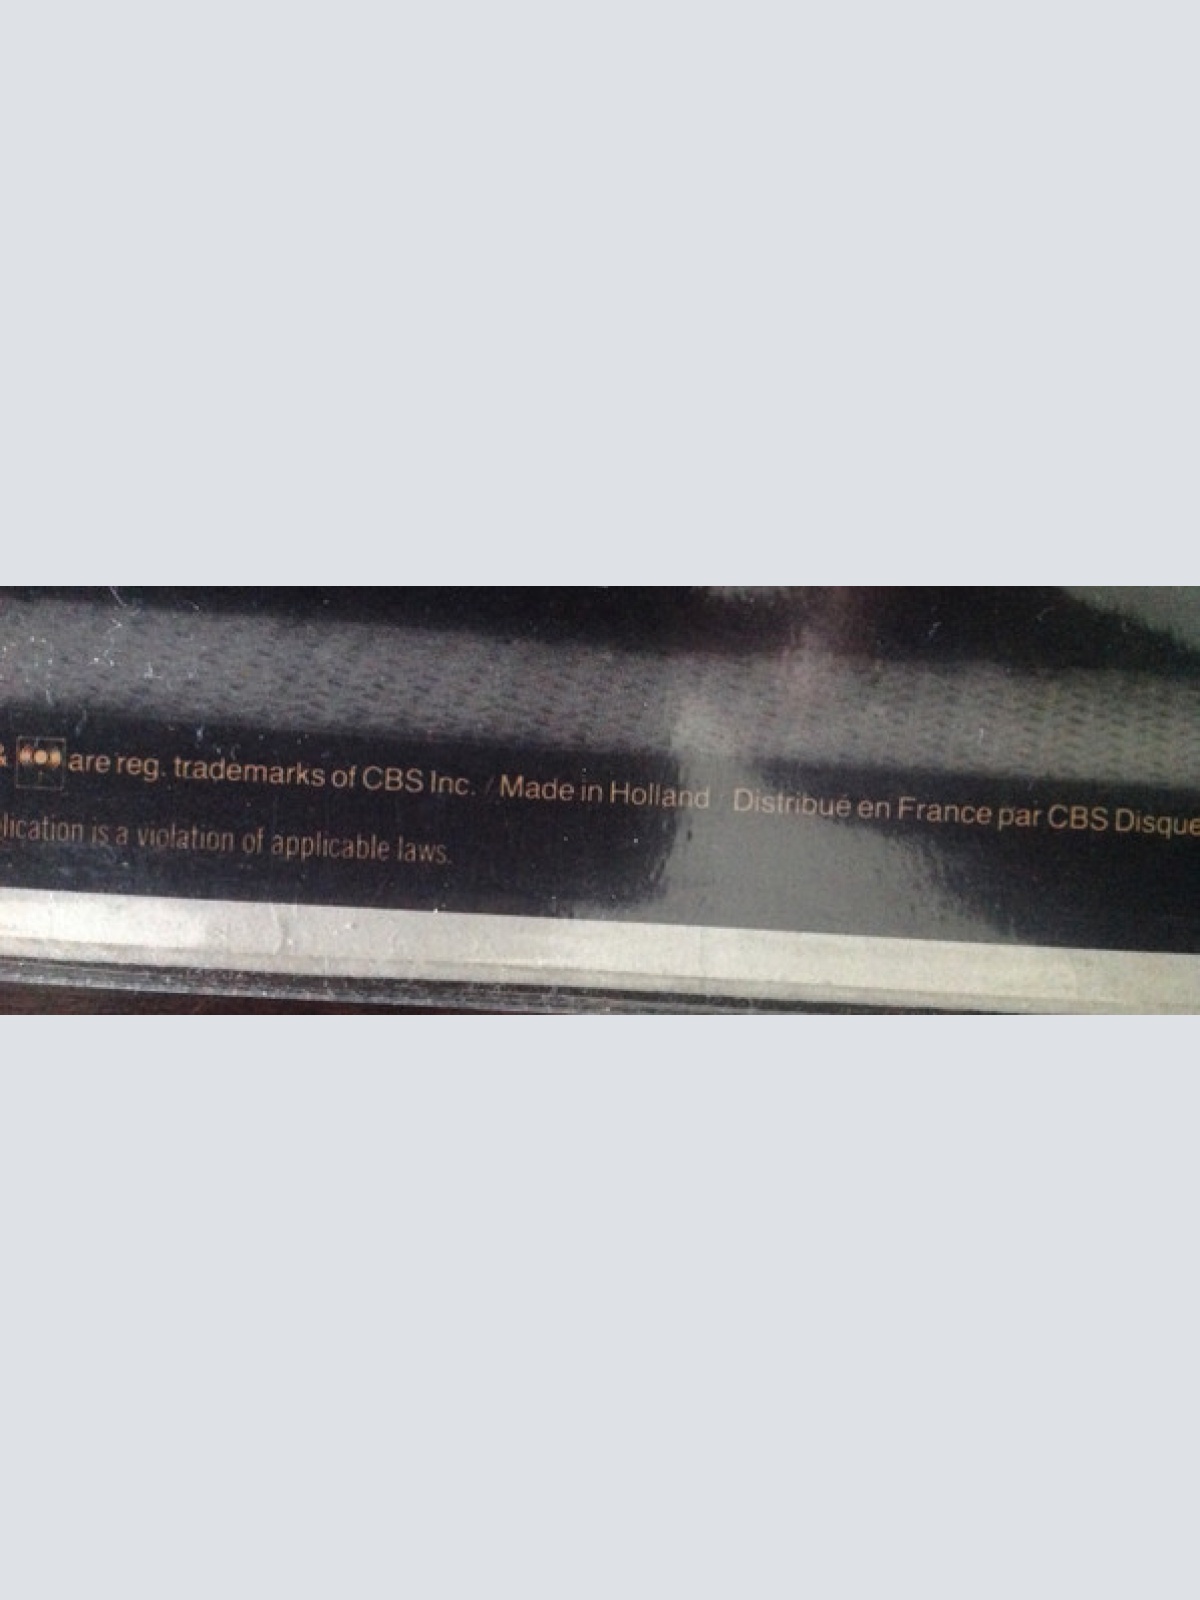 & are reg. trademarks of CBS Inc. / Made in Holland / Distribué en France par CBS Disque
lication is a violation of applicable laws.